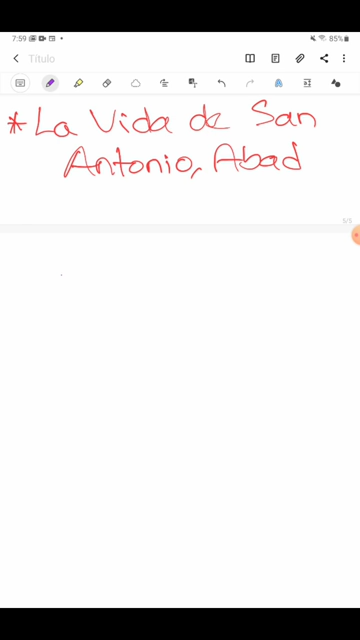 7:59 85%
Título
* La Vida de San
Antonio, Abad
5/5